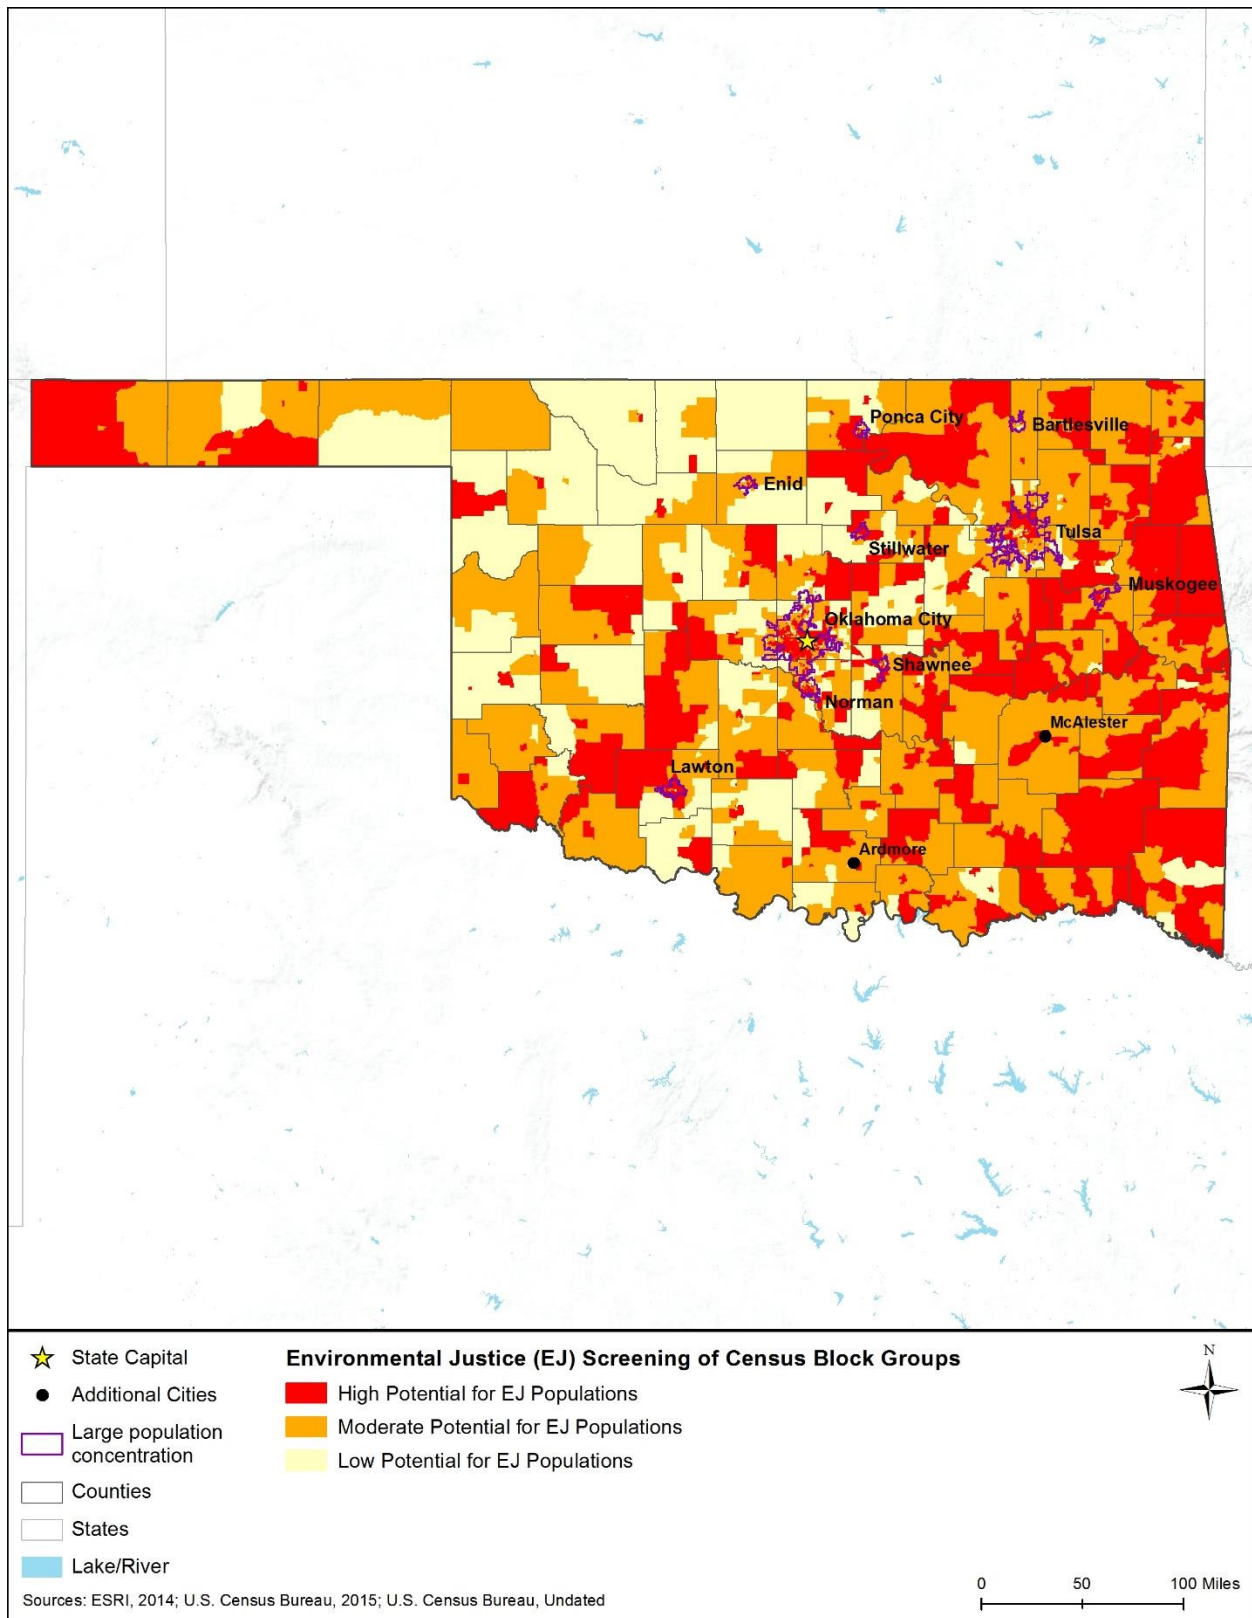 Ponca City
Bartlesville
Enid
Stillwater
Tulsa
Muskogee
Oklahoma City
Shawnee
Norman
McAlester
Lawton
Ardmore
State Capital
Additional Cities
Large population
concentration
Counties
States
Lake/River
Environmental Justice (EJ) Screening of Census Block Groups
High Potential for EJ Populations
Moderate Potential for EJ Populations
Low Potential for EJ Populations
N
0 50 100 Miles
Sources: ESRI, 2014; U.S. Census Bureau, 2015; U.S. Census Bureau, Undated